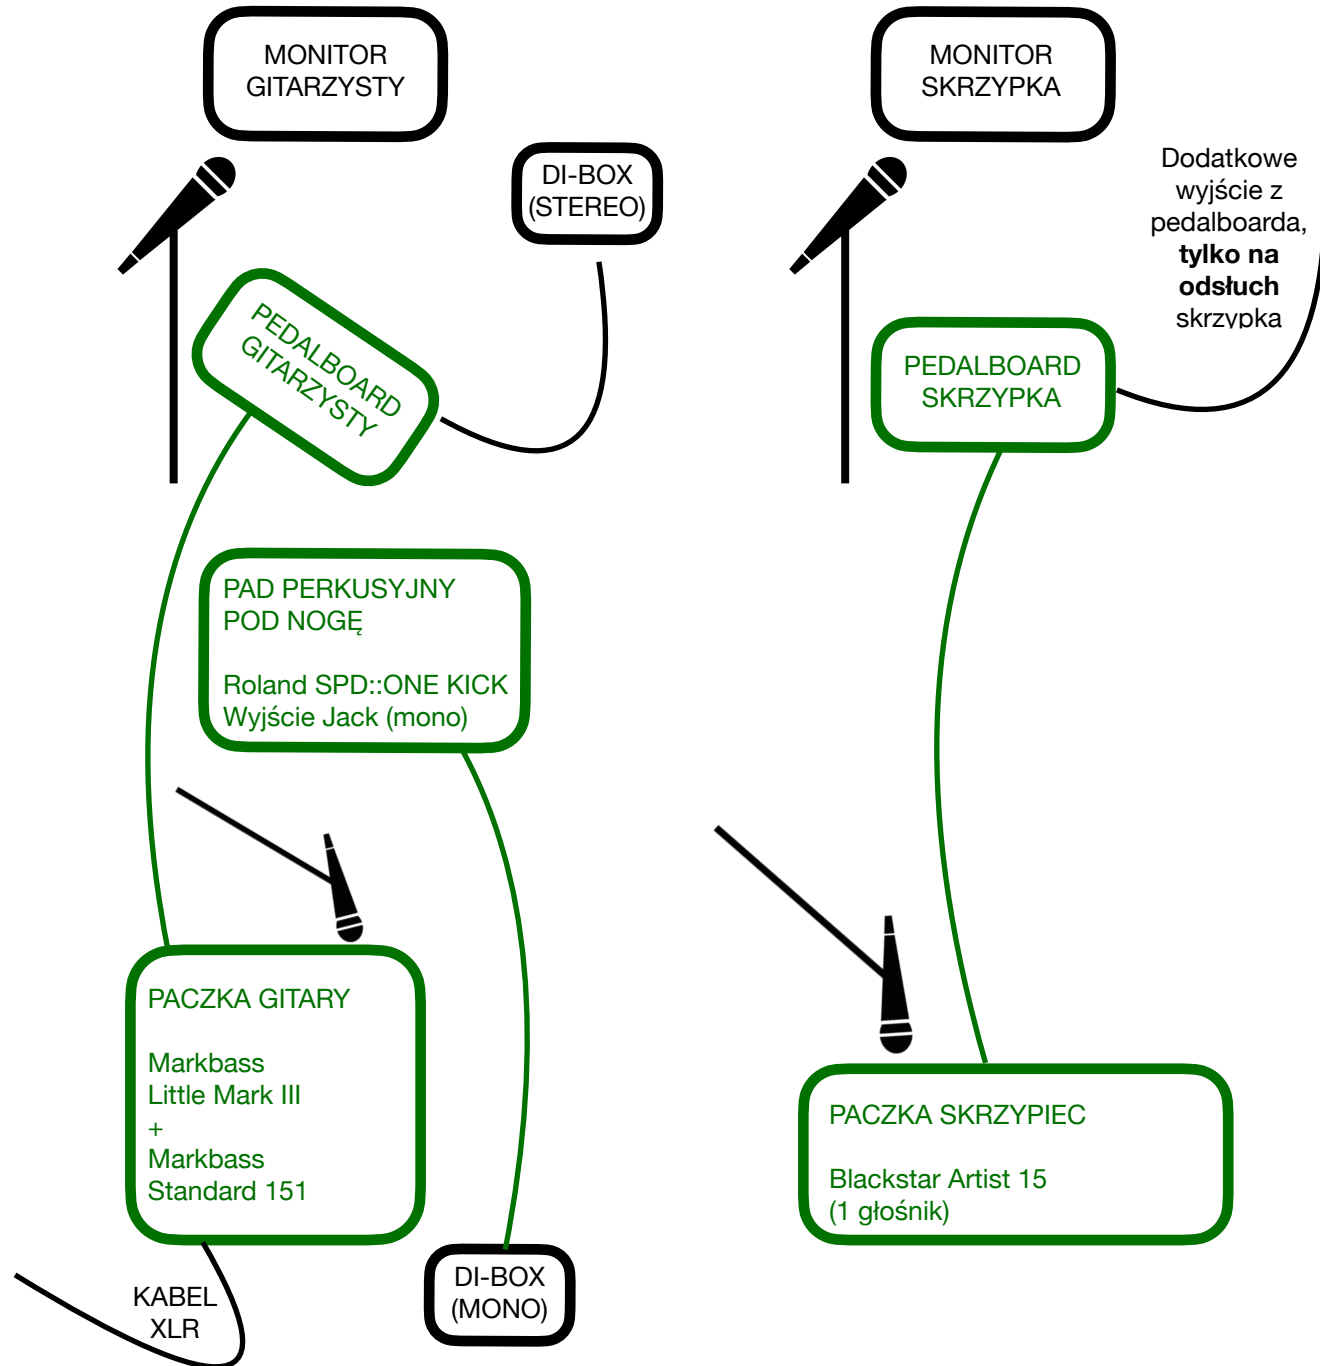 MONITOR
GITARZYSTY
MONITOR
SKRZYPKA
DI-BOX
(STEREO)
Dodatkowe
wyjście z
pedalboarda,
tylko na
odsłuch
skrzypka
PEDALBOARD
GITARZYSTY
PEDALBOARD
SKRZYPKA
PAD PERKUSYJNY
POD NOGĘ
Roland SPD::ONE KICK
Wyjście Jack (mono)
PACZKA GITARY
Markbass
Little Mark III
+
Markbass
Standard 151
PACZKA SKRZYPIEC
Blackstar Artist 15
(1 głośnik)
KABEL
XLR
DI-BOX
(MONO)